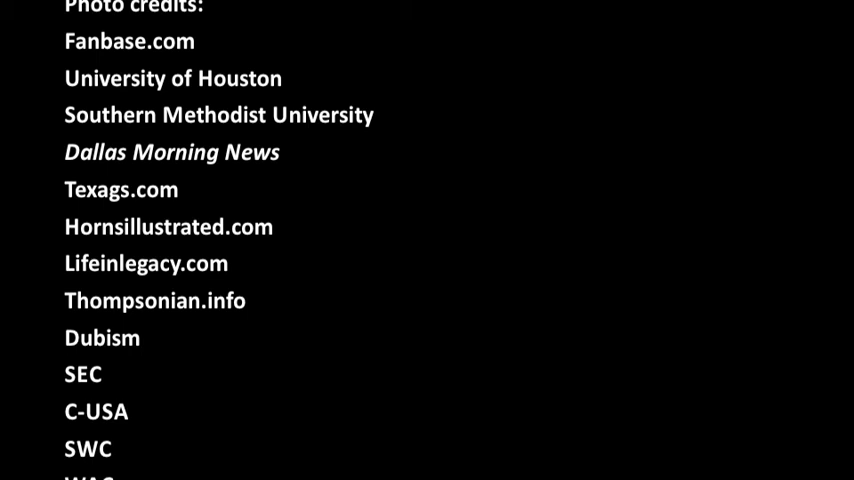 Photo credits:
Fanbase.com
University of Houston
Southern Methodist University
Dallas Morning News
Texags.com
Hornsillustrated.com
Lifeinlegacy.com
Thompsonian.info
Dubism
SEC
C-USA
SWC
WAC